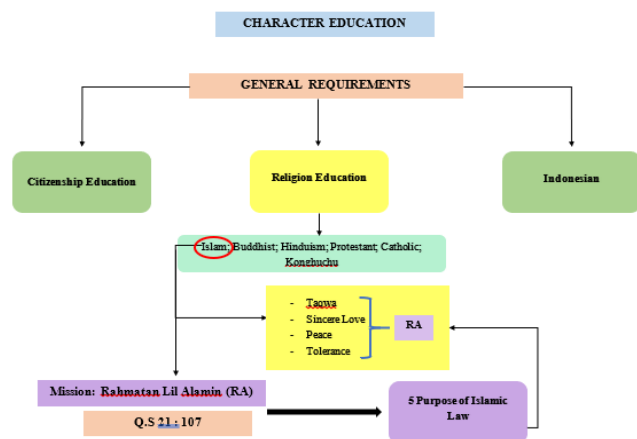 CHARACTER EDUCATION
GENERAL REQUIREMENTS
Citizenship Education
Religion Education
Indonesian
Islam; Buddhist; Hinduism; Protestant; Catholic;
Konghuchu
- Taqwa
- Sincere Love
- Peace
- Tolerance
RA
Mission: Rahmatan Lil Alamin (RA)
Q.S 21 : 107
5 Purpose of Islamic
Law